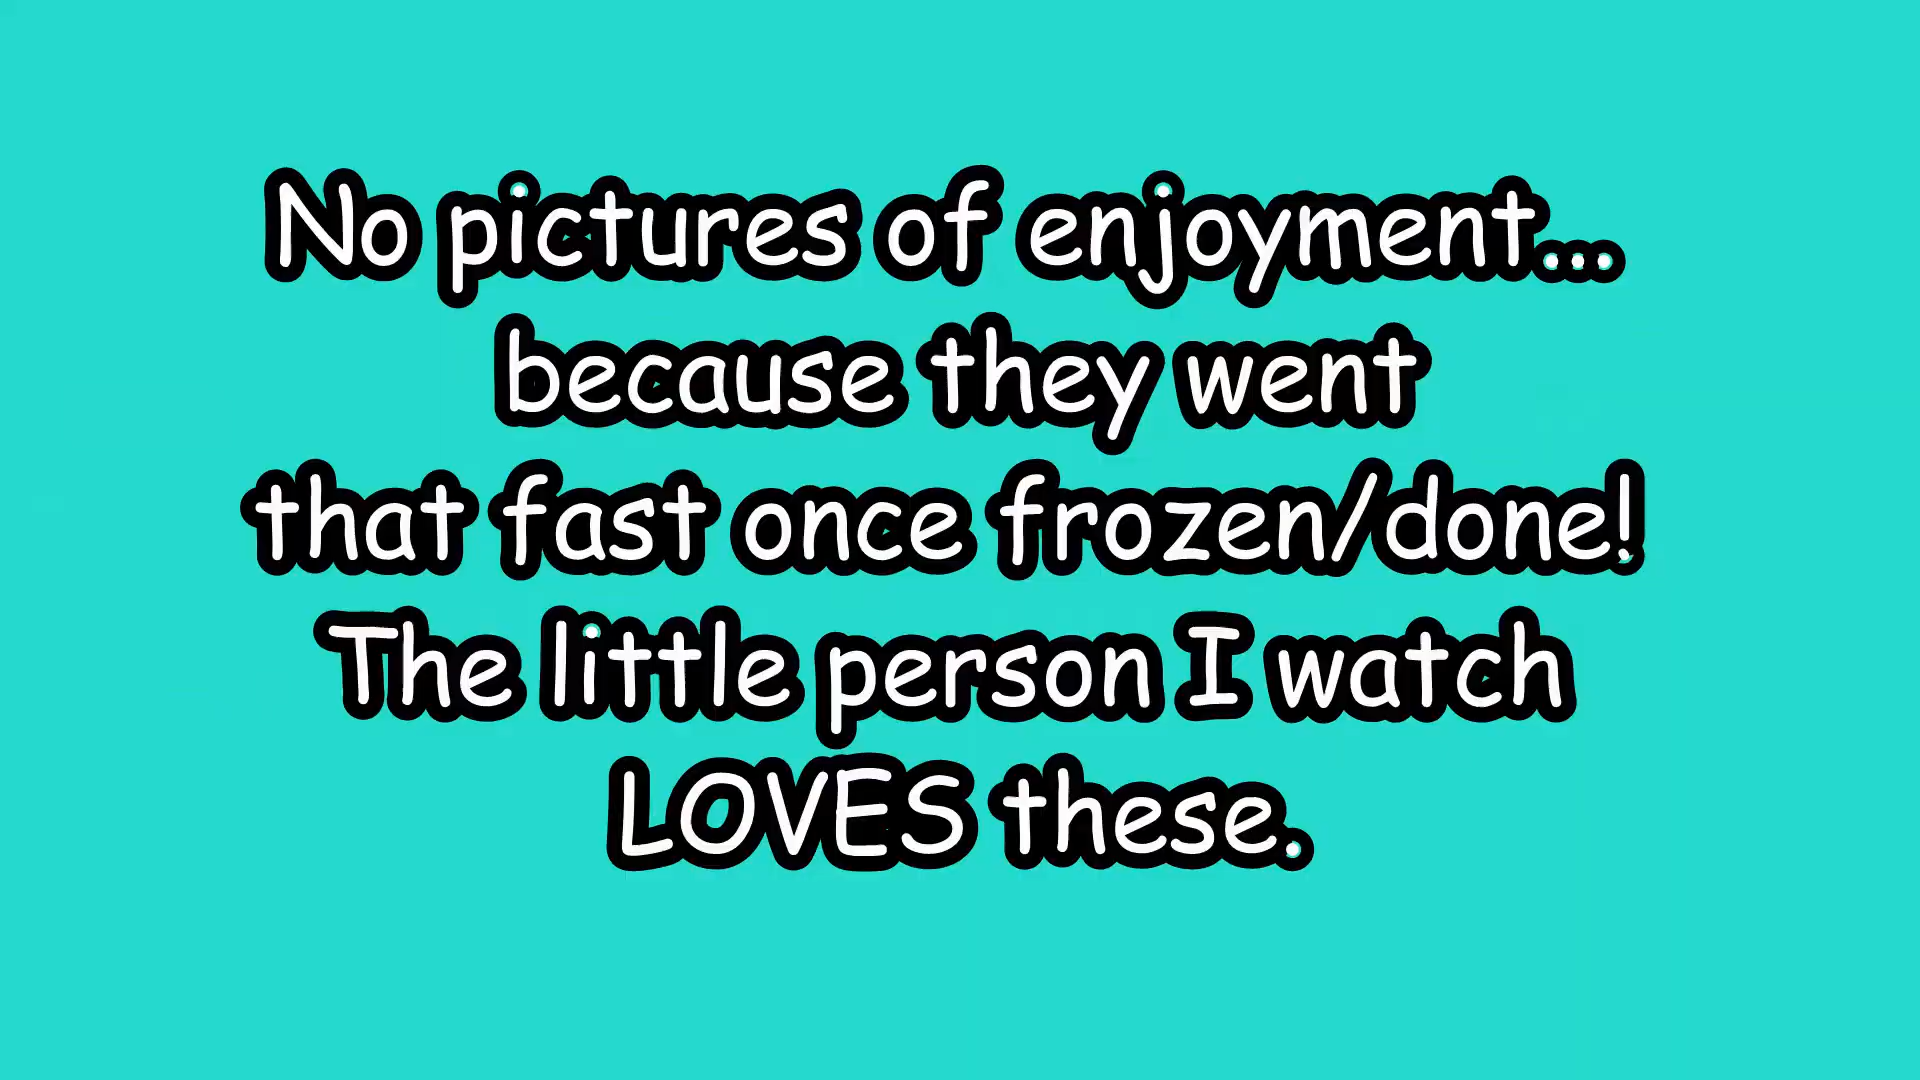 No pictures of enjoyment...
because they went
that fast once frozen/done!
The little person I watch
LOVES these.